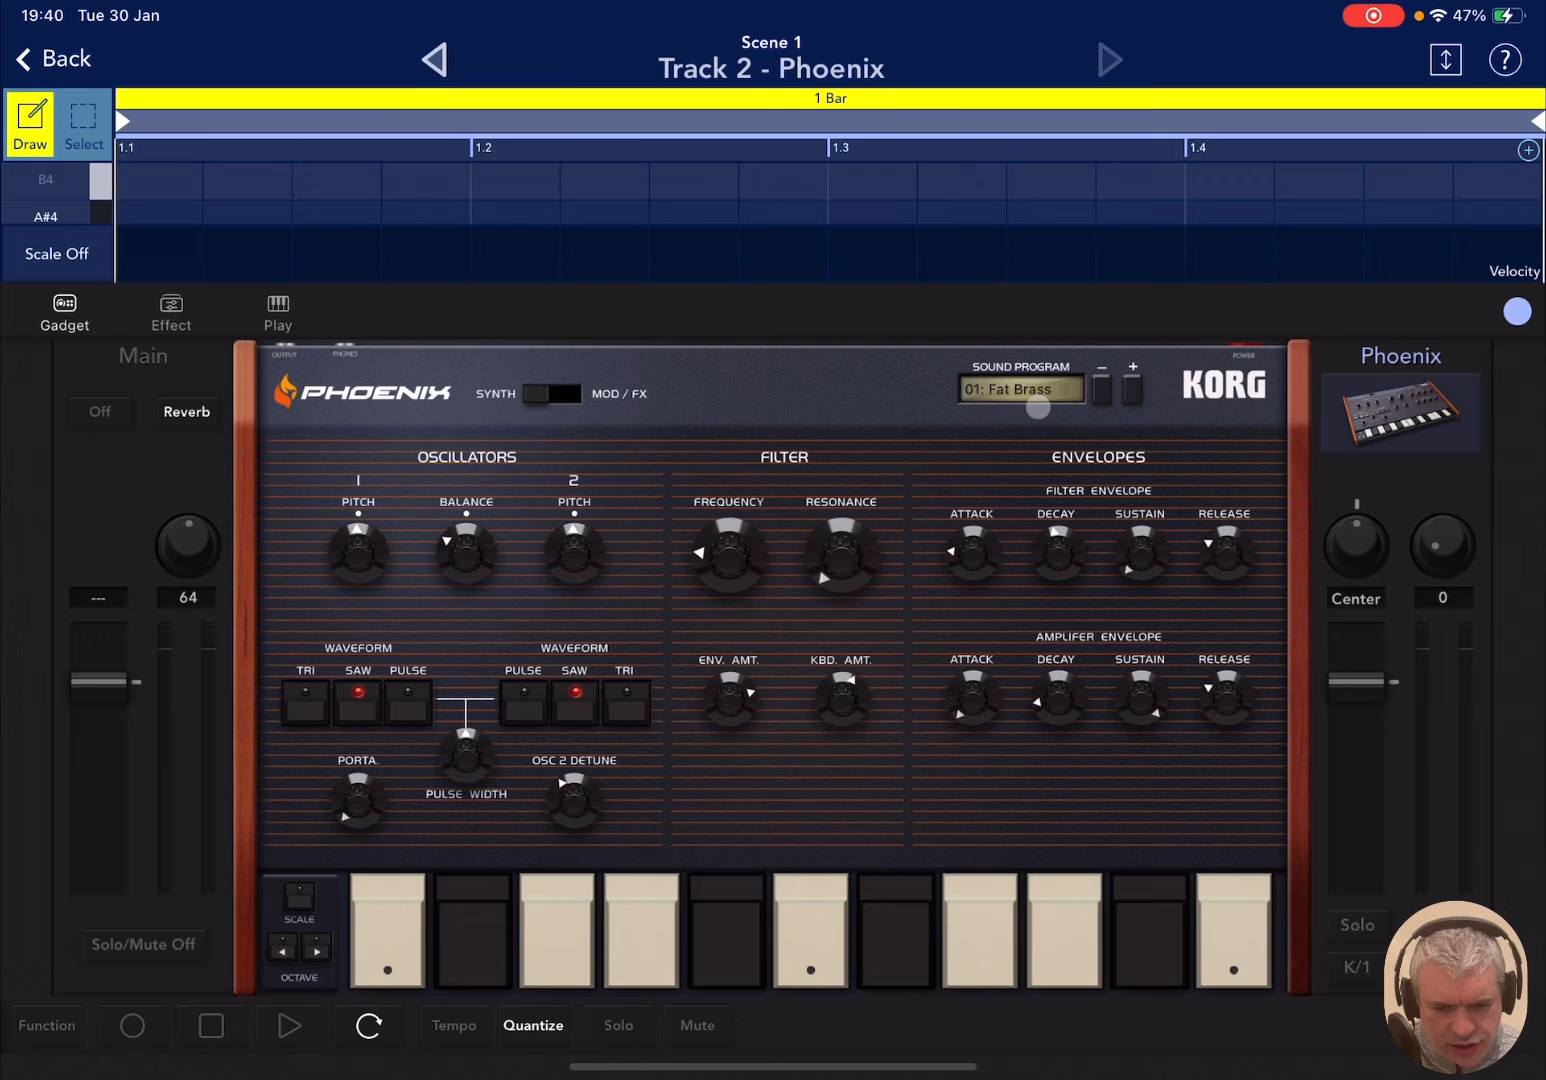 19:40 Tue 30 Jan
47%
Back
Scene 1
Track 2 - Phoenix
?
1 Bar
Draw
Select
1.1
1.2
1.3
1.4
B4
A#4
Scale Off
Velocity
Gadget
Effect
Play
Main
OUTPUT
PHONES
POWER
Phoenix
PHOENIX
SYNTH
MOD / FX
SOUND PROGRAM
- +
01: Fat Brass
KORG
Off
Reverb
OSCILLATORS
FILTER
ENVELOPES
1
2
FILTER ENVELOPE
PITCH
BALANCE
PITCH
FREQUENCY
RESONANCE
ATTACK
DECAY
SUSTAIN
RELEASE
---
64
Center
0
WAVEFORM
WAVEFORM
AMPLIFER ENVELOPE
TRI
SAW
PULSE
PULSE
SAW
TRI
ENV. AMT.
KBD. AMT.
ATTACK
DECAY
SUSTAIN
RELEASE
PORTA.
OSC 2 DETUNE
PULSE WIDTH
SCALE
OCTAVE
Solo/Mute Off
Solo
K/1
Function
Tempo
Quantize
Solo
Mute